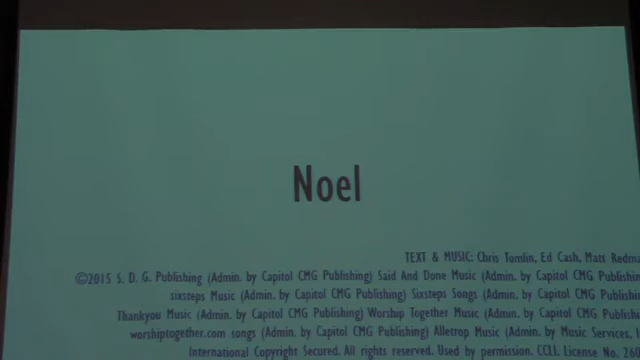 Noel
TEXT & MUSIC: Chris Tomlin, Ed Cash, Matt
©2015 S. D. G. Publishing (Admin. by Capitol CMG Publishing) Said And Done Music (Admin. by Capitol CMG
sixsteps Music (Admin. by Capitol CMG Publishing) Sixsteps Songs (Admin. by Capitol CMG
Thankyou Music (Admin. by Capitol CMG Publishing) Worship Together Music (Admin. by Capitol CMG
worshiptogether.com songs (Admin. by Capitol CMG Publishing) Alletrop Music (Admin. by Music Services,
International Copyright Secured. All rights reserved. Used by permission. CCLI. License No.